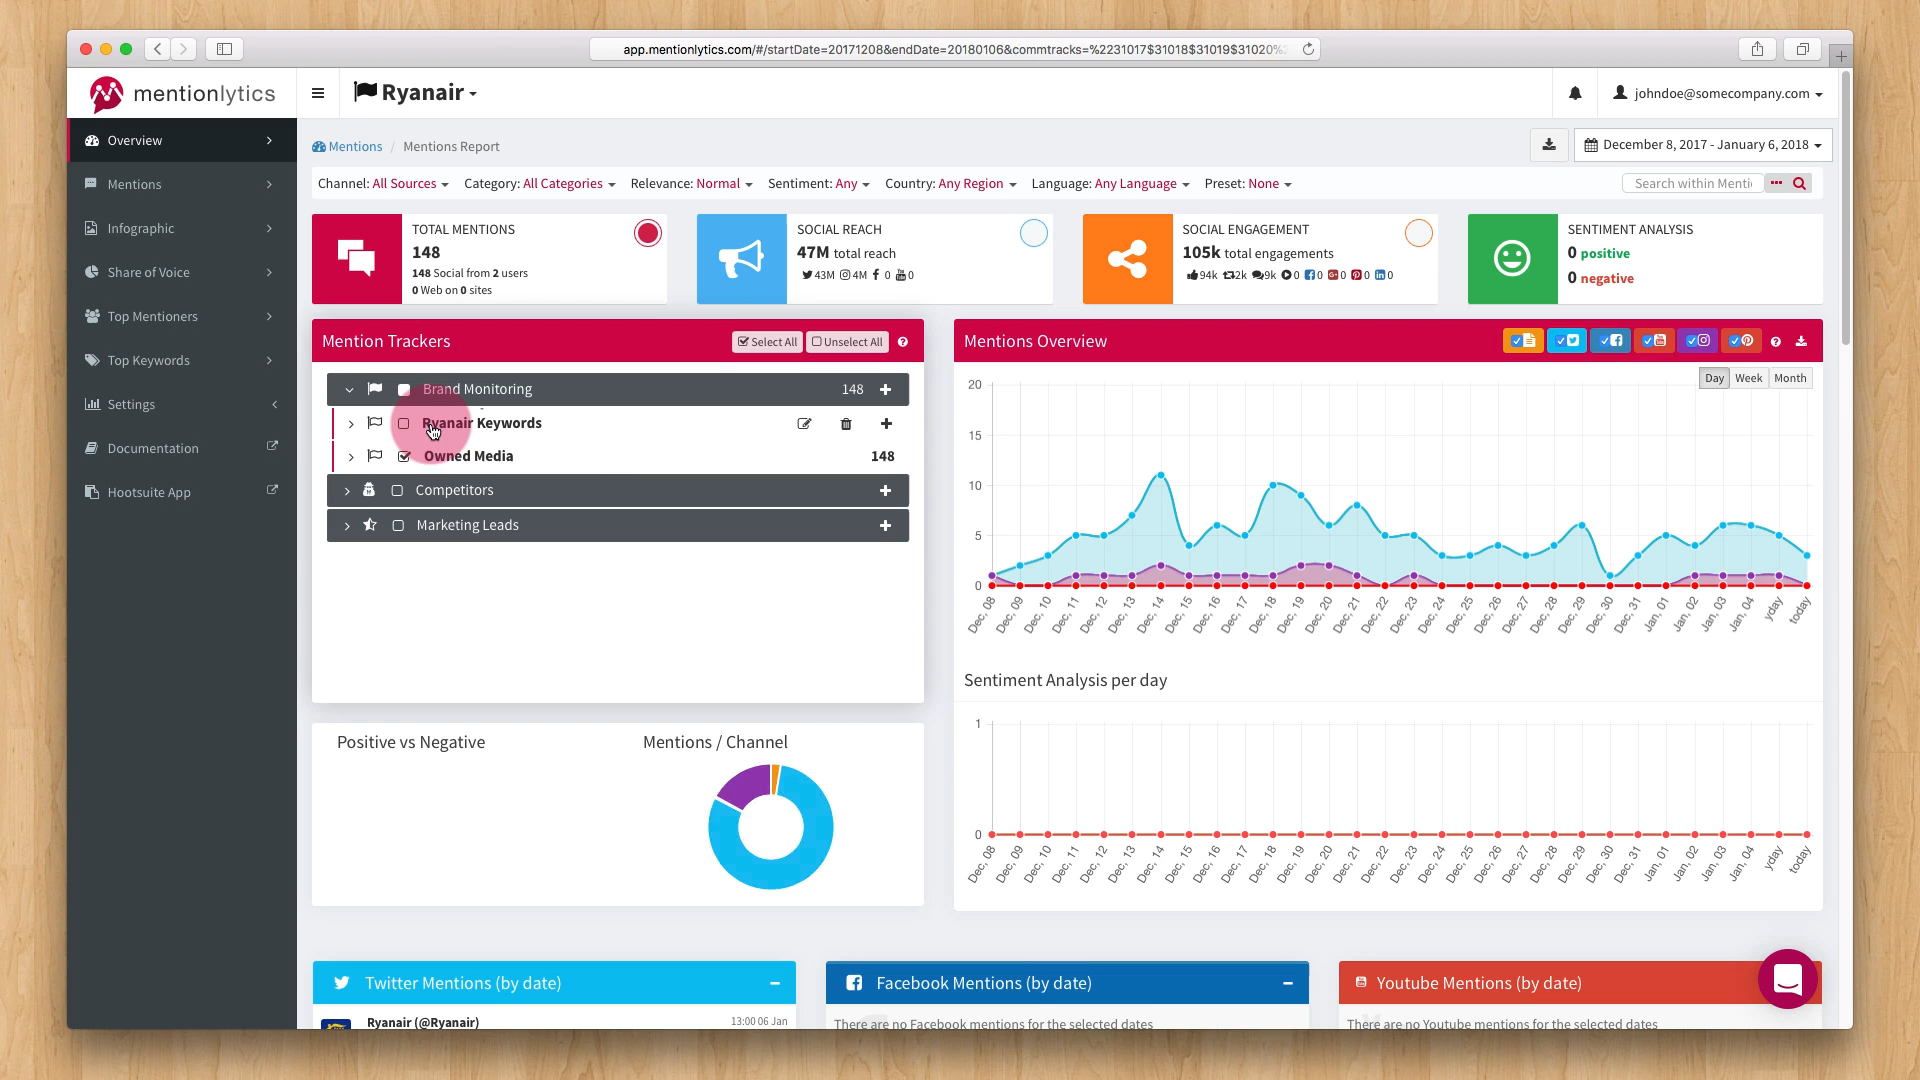 app.mentionlytics.com/#/startDate=20171208&endDate=20180106&commtracks=%2231017$31018$31019$31020%
mentionlytics
Ryanair
johndoe@somecompany.com
Overview
Mentions
Infographic
Share of Voice
Top Mentioners
Top Keywords
Settings
Documentation
Hootsuite App
Mentions / Mentions Report
December 8, 2017 - January 6, 2018
Channel: All Sources Category: All Categories Relevance: Normal Sentiment: Any Country: Any Region Language: Any Language Preset: None
Search within Menti
TOTAL MENTIONS
148
148 Social from 2 users
0 Web on 0 sites
SOCIAL REACH
47M total reach
43M 4M 0 0
SOCIAL ENGAGEMENT
105k total engagements
94k 2k 9k 0 0 0 0 0
SENTIMENT ANALYSIS
0 positive
0 negative
Mention Trackers
Select All
Unselect All
Brand Monitoring 148
Ryanair Keywords
Owned Media 148
Competitors
Marketing Leads
Mentions Overview
Day Week Month
20
15
10
5
0
Dec, 08 Dec, 09 Dec, 10 Dec, 11 Dec, 12 Dec, 13 Dec, 14 Dec, 15 Dec, 16 Dec, 17 Dec, 18 Dec, 19 Dec, 20 Dec, 21 Dec, 22 Dec, 23 Dec, 24 Dec, 25 Dec, 26 Dec, 27 Dec, 28 Dec, 29 Dec, 30 Dec, 31 Jan, 01 Jan, 02 Jan, 03 Jan, 04 yday today
Sentiment Analysis per day
1
0
Dec, 08 Dec, 09 Dec, 10 Dec, 11 Dec, 12 Dec, 13 Dec, 14 Dec, 15 Dec, 16 Dec, 17 Dec, 18 Dec, 19 Dec, 20 Dec, 21 Dec, 22 Dec, 23 Dec, 24 Dec, 25 Dec, 26 Dec, 27 Dec, 28 Dec, 29 Dec, 30 Dec, 31 Jan, 01 Jan, 02 Jan, 03 Jan, 04 yday today
Positive vs Negative
Mentions / Channel
Twitter Mentions (by date)
Ryanair (@Ryanair) 13:00 06 Jan
Facebook Mentions (by date)
There are no Facebook mentions for the selected dates
Youtube Mentions (by date)
There are no Youtube mentions for the selected dates